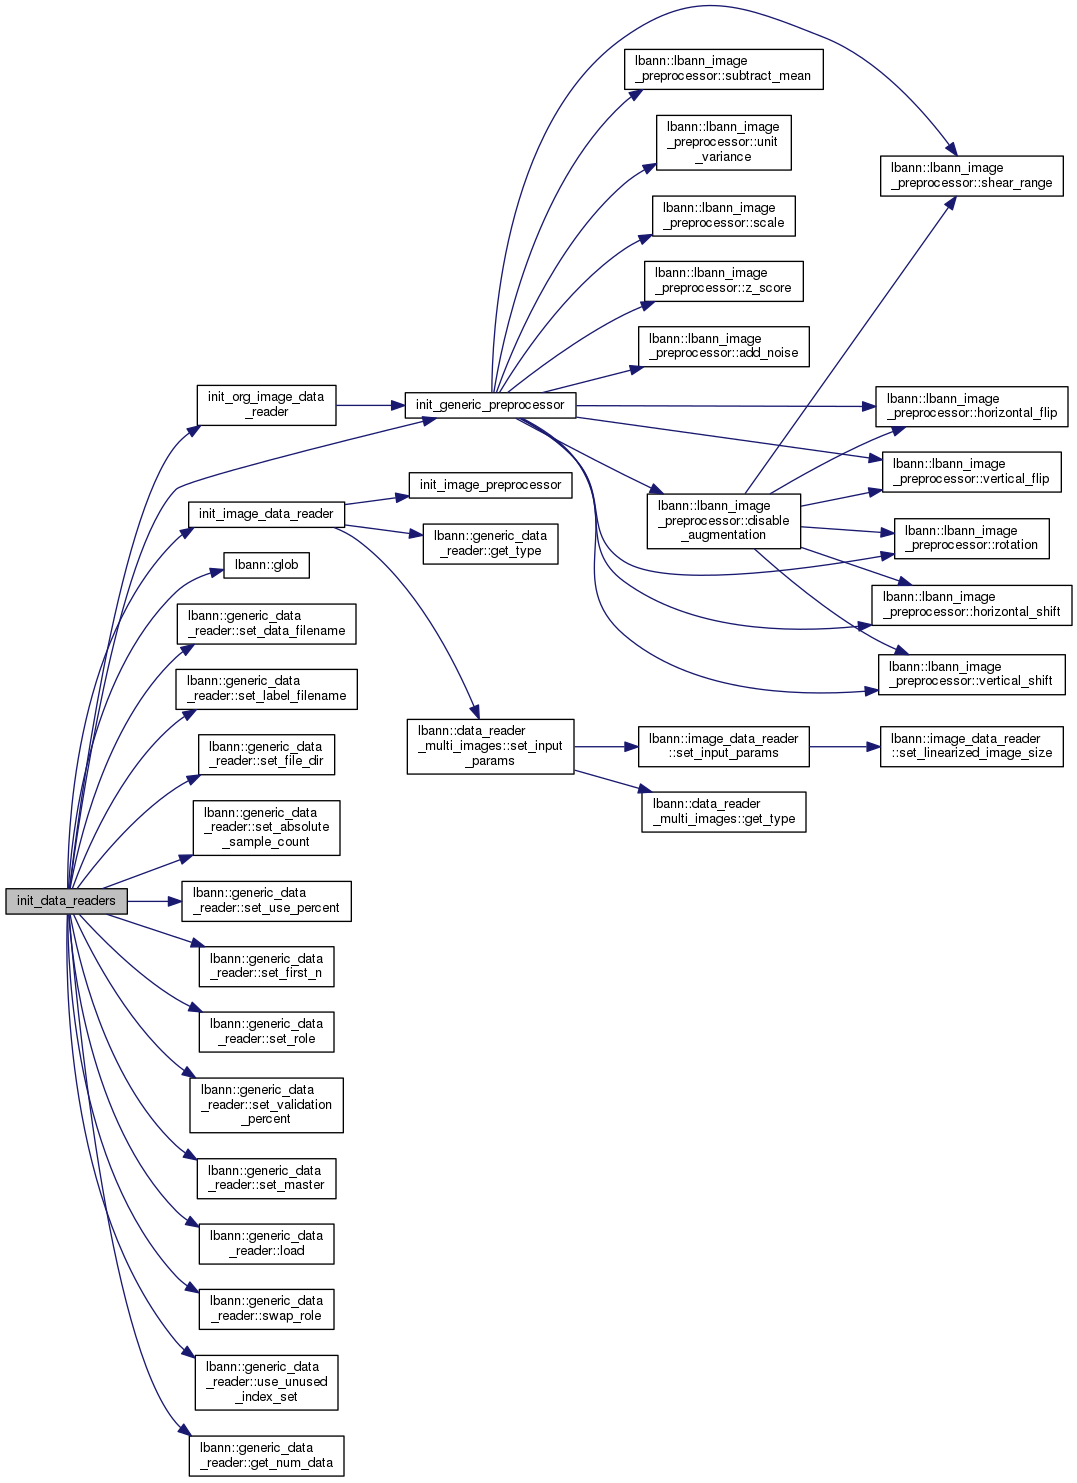 lbann::lbann_image
_preprocessor::subtract_mean
lbann::lbann_image
_preprocessor::unit
_variance
lbann::lbann_image
_preprocessor::shear_range
lbann::lbann_image
_preprocessor::scale
lbann::lbann_image
_preprocessor::z_score
lbann::lbann_image
_preprocessor::add_noise
init_org_image_data
_reader
init_generic_preprocessor
lbann::lbann_image
_preprocessor::horizontal_flip
lbann::lbann_image
_preprocessor::vertical_flip
init_image_preprocessor
init_image_data_reader
lbann::lbann_image
_preprocessor::disable
_augmentation
lbann::generic_data
_reader::get_type
lbann::lbann_image
_preprocessor::rotation
lbann::glob
lbann::lbann_image
_preprocessor::horizontal_shift
lbann::generic_data
_reader::set_data_filename
lbann::lbann_image
_preprocessor::vertical_shift
lbann::generic_data
_reader::set_label_filename
lbann::data_reader
_multi_images::set_input
_params
lbann::image_data_reader
::set_input_params
lbann::image_data_reader
::set_linearized_image_size
lbann::generic_data
_reader::set_file_dir
lbann::data_reader
_multi_images::get_type
lbann::generic_data
_reader::set_absolute
_sample_count
init_data_readers
lbann::generic_data
_reader::set_use_percent
lbann::generic_data
_reader::set_first_n
lbann::generic_data
_reader::set_role
lbann::generic_data
_reader::set_validation
_percent
lbann::generic_data
_reader::set_master
lbann::generic_data
_reader::load
lbann::generic_data
_reader::swap_role
lbann::generic_data
_reader::use_unused
_index_set
lbann::generic_data
_reader::get_num_data